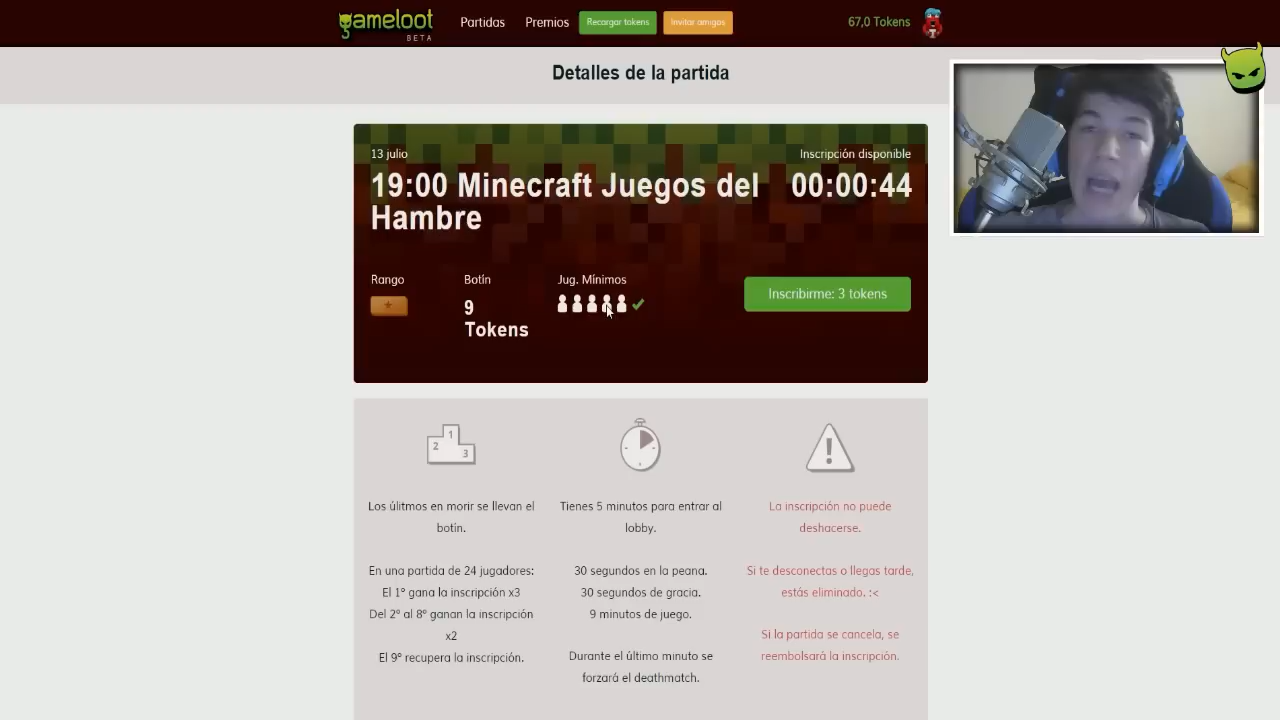 gameloot
BETA
Partidas
Premios
Recargar tokens
Invitar amigos
67,0 Tokens
Detalles de la partida
13 julio
Inscripción disponible
19:00 Minecraft Juegos del
Hambre
00:00:44
Rango
Botín
Jug. Mínimos
9
Tokens
Inscribirme: 3 tokens
1
2
3
Los úlitmos en morir se llevan el
botín.
En una partida de 24 jugadores:
El 1º gana la inscripción x3
Del 2º al 8º ganan la inscripción
x2
El 9º recupera la inscripción.
Tienes 5 minutos para entrar al
lobby.
30 segundos en la peana.
30 segundos de gracia.
9 minutos de juego.
Durante el último minuto se
forzará el deathmatch.
La inscripción no puede
deshacerse.
Si te desconectas o llegas tarde,
estás eliminado. :<
Si la partida se cancela, se
reembolsará la inscripción.